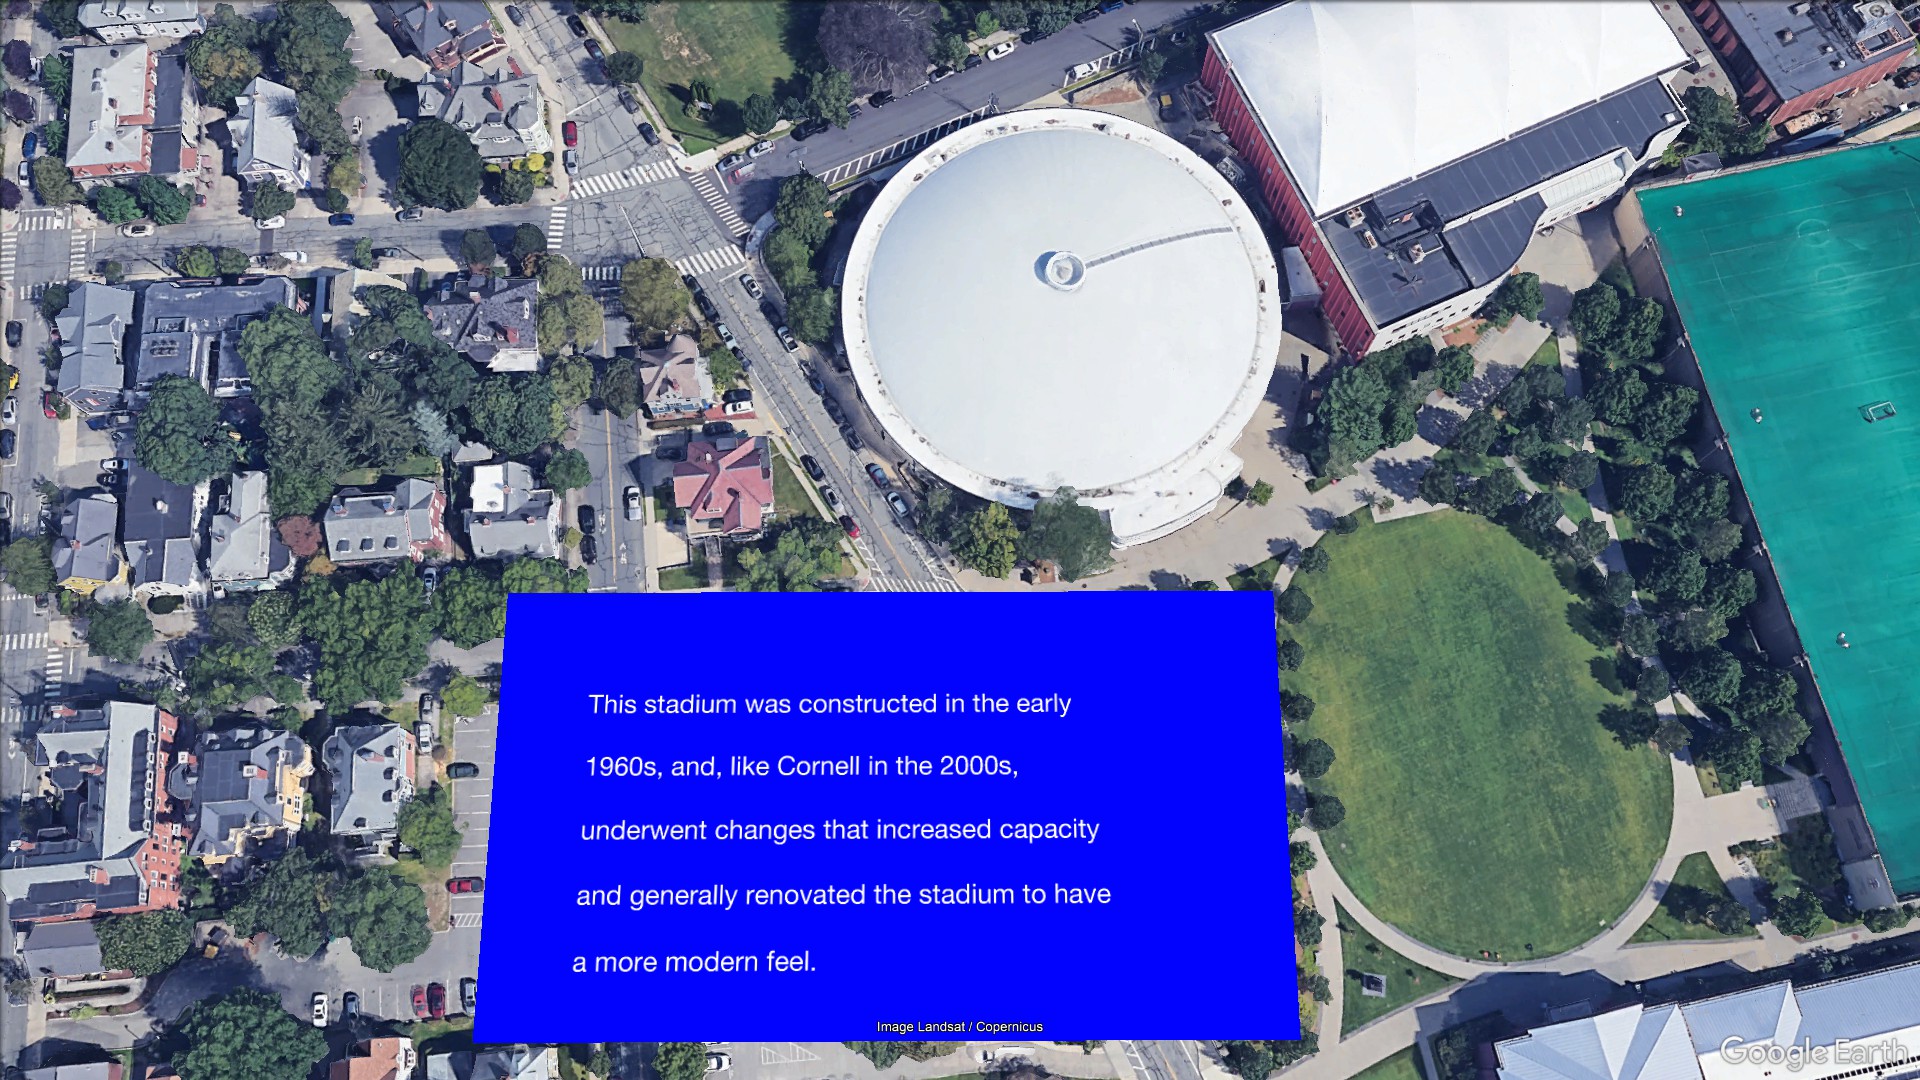 This stadium was constructed in the early
1960s, and, like Cornell in the 2000s,
underwent changes that increased capacity
and generally renovated the stadium to have
a more modern feel.
Image Landsat / Copernicus
Google Earth